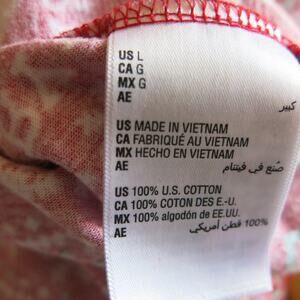 US L
CA G
MX G
AE كبير
US MADE IN VIETNAM
CA FABRIQUÉ AU VIETNAM
MX HECHO EN VIETNAM
AE صنع في فيتنام
US 100% U.S. COTTON
CA 100% COTON DES E.-U.
MX 100% algodón de EE.UU.
AE 100% قطن أمريكي